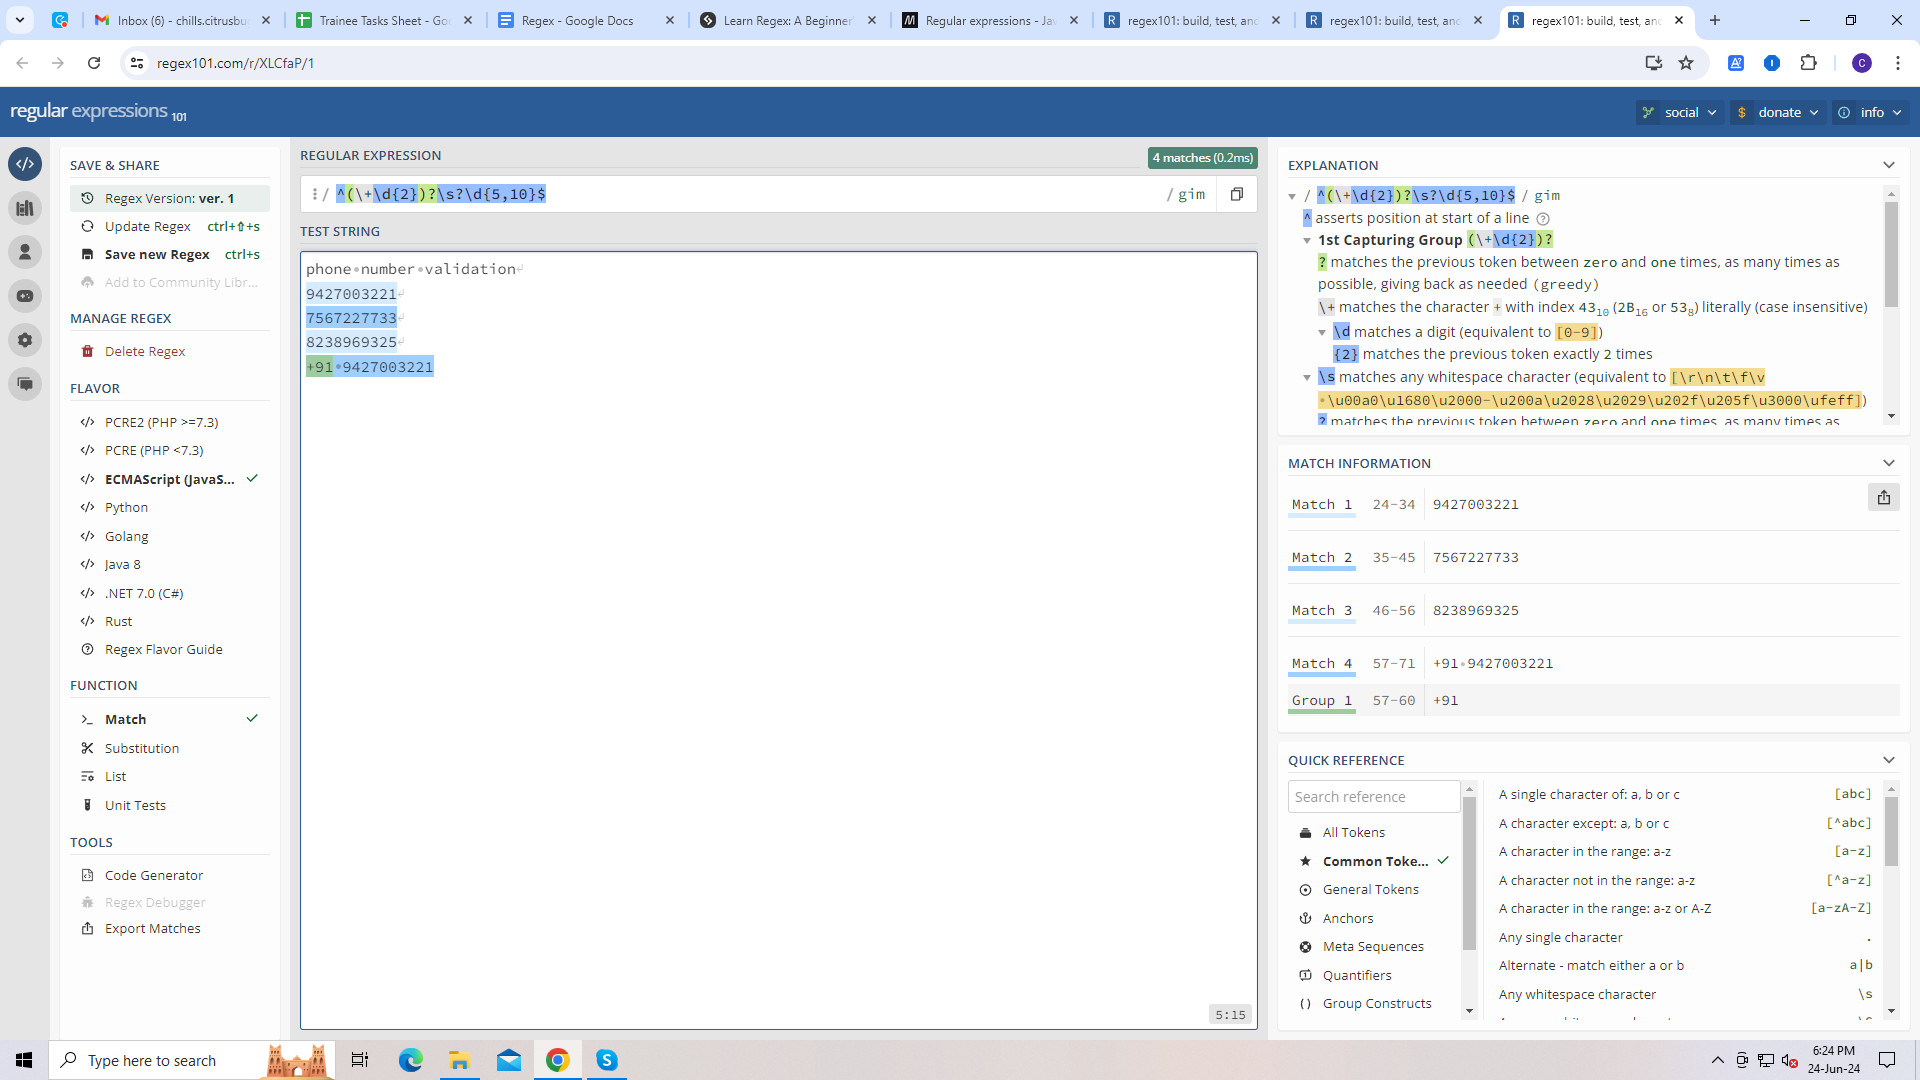 Inbox (6) - chills.citrusbu
Trainee Tasks Sheet - Go
Regex - Google Docs
Learn Regex: A Beginner'
Regular expressions - Jav
regex101: build, test, and
regex101: build, test, and
regex101: build, test, and
regex101.com/r/XLCfaP/1
C
regular expressions 101
social
$ donate
info
SAVE & SHARE
Regex Version: ver. 1
Update Regex ctrl+⇧+s
Save new Regex ctrl+s
Add to Community Libr...
MANAGE REGEX
Delete Regex
FLAVOR
</> PCRE2 (PHP >=7.3)
</> PCRE (PHP <7.3)
</> ECMAScript (JavaS...
</> Python
</> Golang
</> Java 8
</> .NET 7.0 (C#)
</> Rust
Regex Flavor Guide
FUNCTION
Match
Substitution
List
Unit Tests
TOOLS
Code Generator
Regex Debugger
Export Matches
REGULAR EXPRESSION
4 matches (0.2ms)
/ ^(\+\d{2})?\s?\d{5,10}$ / gim
TEST STRING
phone•number•validation
9427003221
7567227733
8238969325
+91•9427003221
5:15
EXPLANATION
/ ^(\+\d{2})?\s?\d{5,10}$ / gim
^ asserts position at start of a line
1st Capturing Group (\+\d{2})?
? matches the previous token between zero and one times, as many times as
possible, giving back as needed (greedy)
\+ matches the character + with index 43₁₀ (2B₁₆ or 53₈) literally (case insensitive)
\d matches a digit (equivalent to [0-9])
{2} matches the previous token exactly 2 times
\s matches any whitespace character (equivalent to [\r\n\t\f\v
•\u00a0\u1680\u2000-\u200a\u2028\u2029\u202f\u205f\u3000\ufeff])
? matches the previous token between zero and one times, as many times as
MATCH INFORMATION
Match 1 24-34 9427003221
Match 2 35-45 7567227733
Match 3 46-56 8238969325
Match 4 57-71 +91•9427003221
Group 1 57-60 +91
QUICK REFERENCE
Search reference
All Tokens
Common Toke...
General Tokens
Anchors
Meta Sequences
Quantifiers
Group Constructs
A single character of: a, b or c [abc]
A character except: a, b or c [^abc]
A character in the range: a-z [a-z]
A character not in the range: a-z [^a-z]
A character in the range: a-z or A-Z [a-zA-Z]
Any single character .
Alternate - match either a or b a|b
Any whitespace character \s
Type here to search
6:24 PM
24-Jun-24